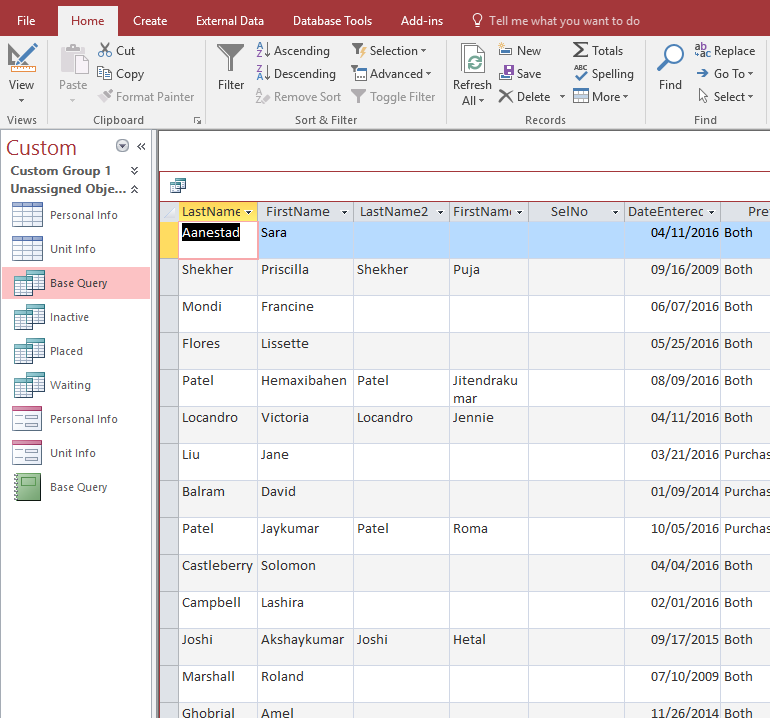 File Home Create External Data Database Tools Add-ins Tell me what you want to do
View
Views
Paste
Cut
Copy
Format Painter
Clipboard
Filter
Ascending
Descending
Remove Sort
Selection
Advanced
Toggle Filter
Sort & Filter
Refresh
All
New
Save
Delete
Totals
Spelling
More
Records
Find
Replace
Go To
Select
Find
Custom
Custom Group 1
Unassigned Obje...
Personal Info
Unit Info
Base Query
Inactive
Placed
Waiting
Personal Info
Unit Info
Base Query
LastName FirstName LastName2 FirstName SelNo DateEntered Pre
Aanestad Sara 04/11/2016 Both
Shekher Priscilla Shekher Puja 09/16/2009 Both
Mondi Francine 06/07/2016 Both
Flores Lissette 05/25/2016 Both
Patel Hemaxibahen Patel Jitendraku 08/09/2016 Both
mar
Locandro Victoria Locandro Jennie 04/11/2016 Both
Liu Jane 03/21/2016 Purchas
Balram David 01/09/2014 Purchas
Patel Jaykumar Patel Roma 10/05/2016 Purchas
Castleberry Solomon 04/04/2016 Both
Campbell Lashira 02/01/2016 Both
Joshi Akshaykumar Joshi Hetal 09/17/2015 Both
Marshall Roland 07/10/2009 Both
Ghobrial Amel 11/26/2014 Both